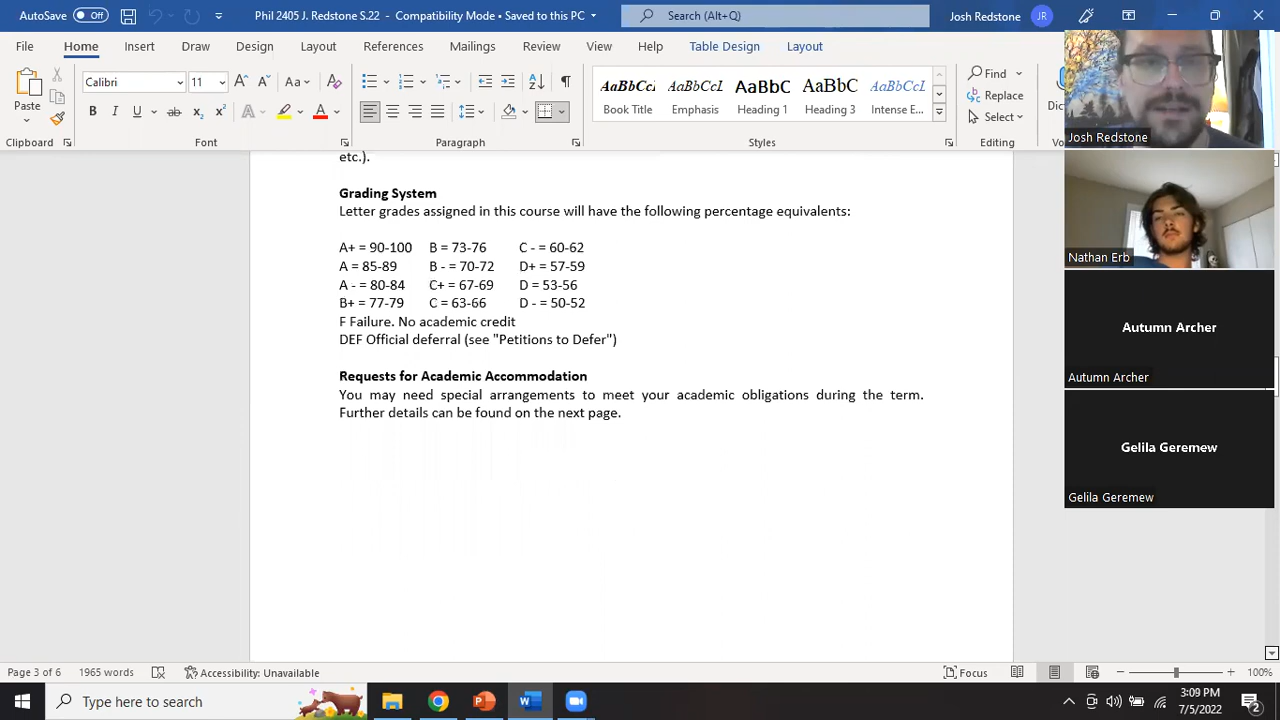 AutoSave Off Phil 2405 J. Redstone S.22 - Compatibility Mode • Saved to this PC Search (Alt+Q) Josh Redstone JR
File Home Insert Draw Design Layout References Mailings Review View Help Table Design Layout
Calibri 11 Aa
Paste
B I U ab x₂ x² A A A
AaBbCcI AaBbCcL AaBbC AaBbC AaBbCcL
Book Title Emphasis Heading 1 Heading 3 Intense E...
Find
Replace
Select
Clipboard Font Paragraph Styles Editing
Josh Redstone
Nathan Erb
Autumn Archer
Autumn Archer
Gelila Geremew
Gelila Geremew
etc.).
Grading System
Letter grades assigned in this course will have the following percentage equivalents:
A+ = 90-100 B = 73-76 C - = 60-62
A = 85-89 B - = 70-72 D+ = 57-59
A - = 80-84 C+ = 67-69 D = 53-56
B+ = 77-79 C = 63-66 D - = 50-52
F Failure. No academic credit
DEF Official deferral (see "Petitions to Defer")
Requests for Academic Accommodation
You may need special arrangements to meet your academic obligations during the term.
Further details can be found on the next page.
Page 3 of 6 1965 words Accessibility: Unavailable Focus 100%
Type here to search 3:09 PM
7/5/2022 2